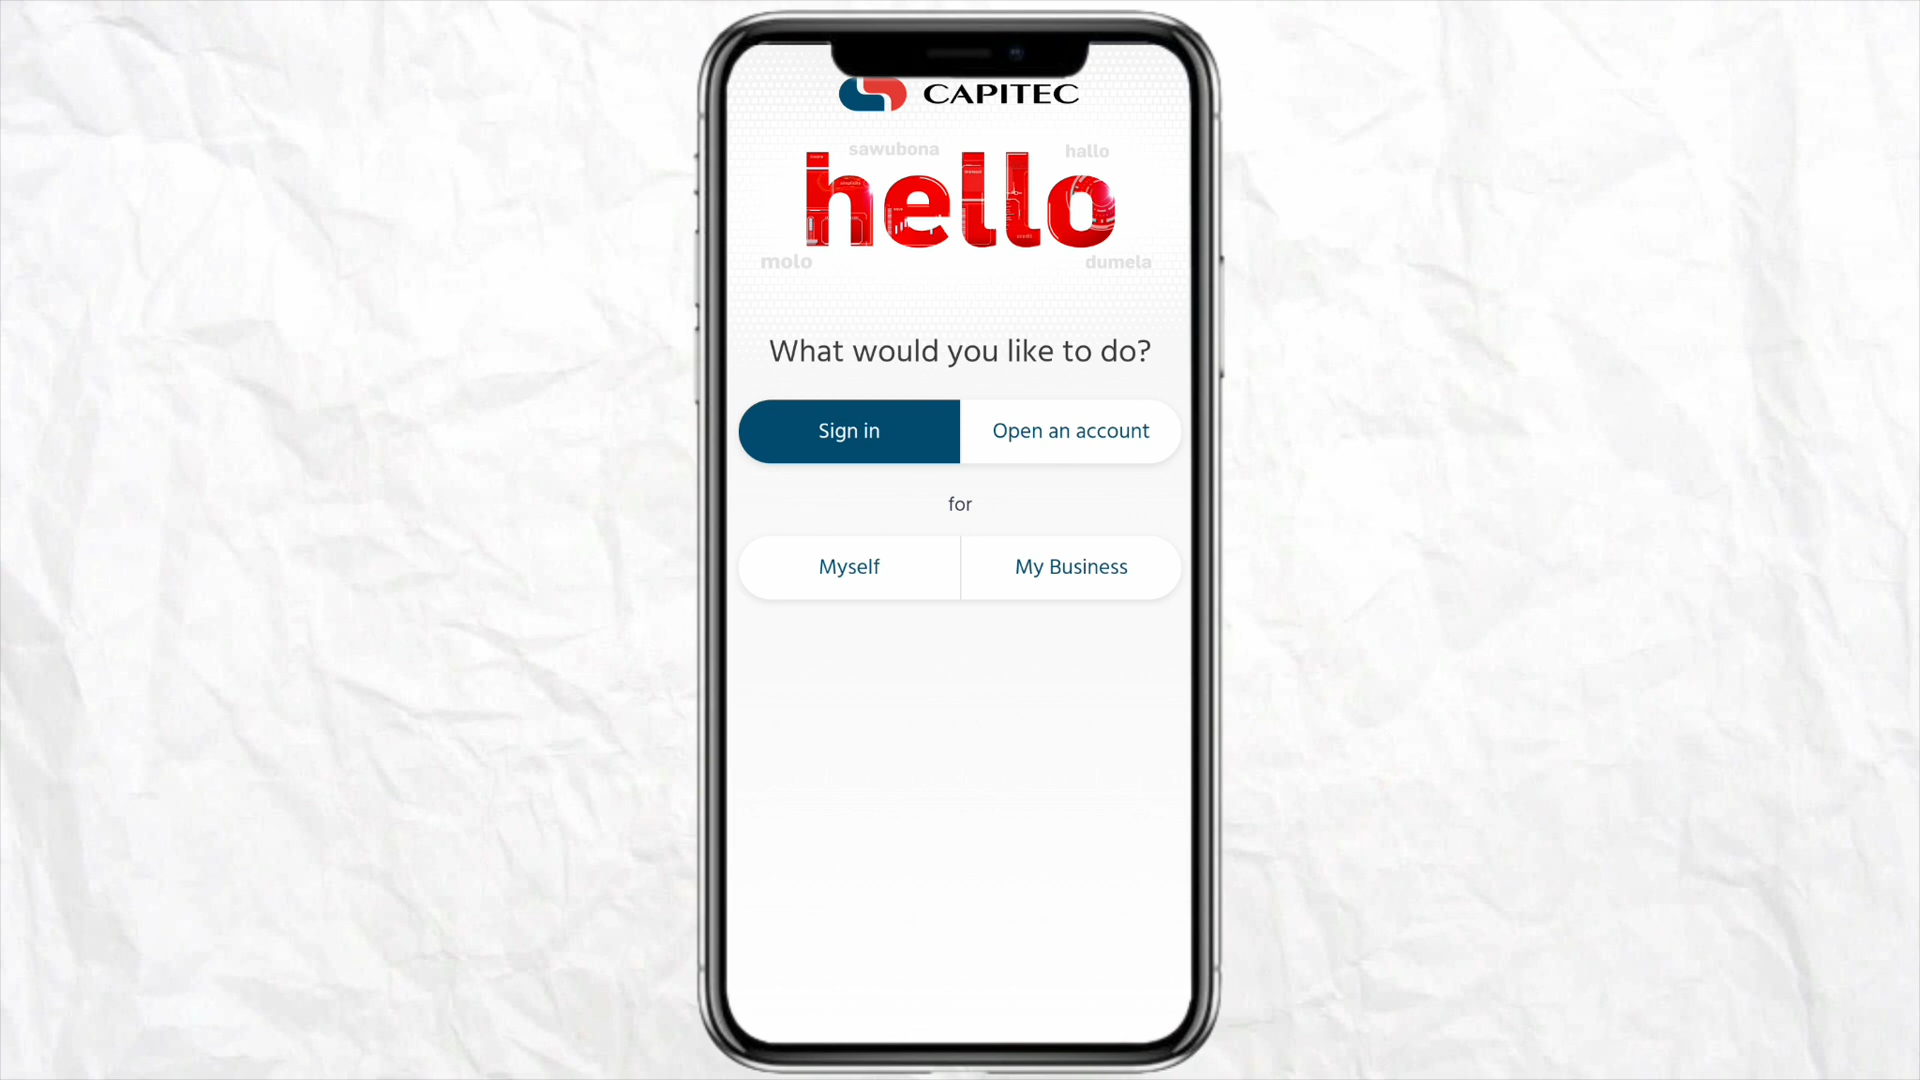 CAPITEC
sawubona
hallo
hello
molo
dumela
What would you like to do?
Sign in
Open an account
for
Myself
My Business